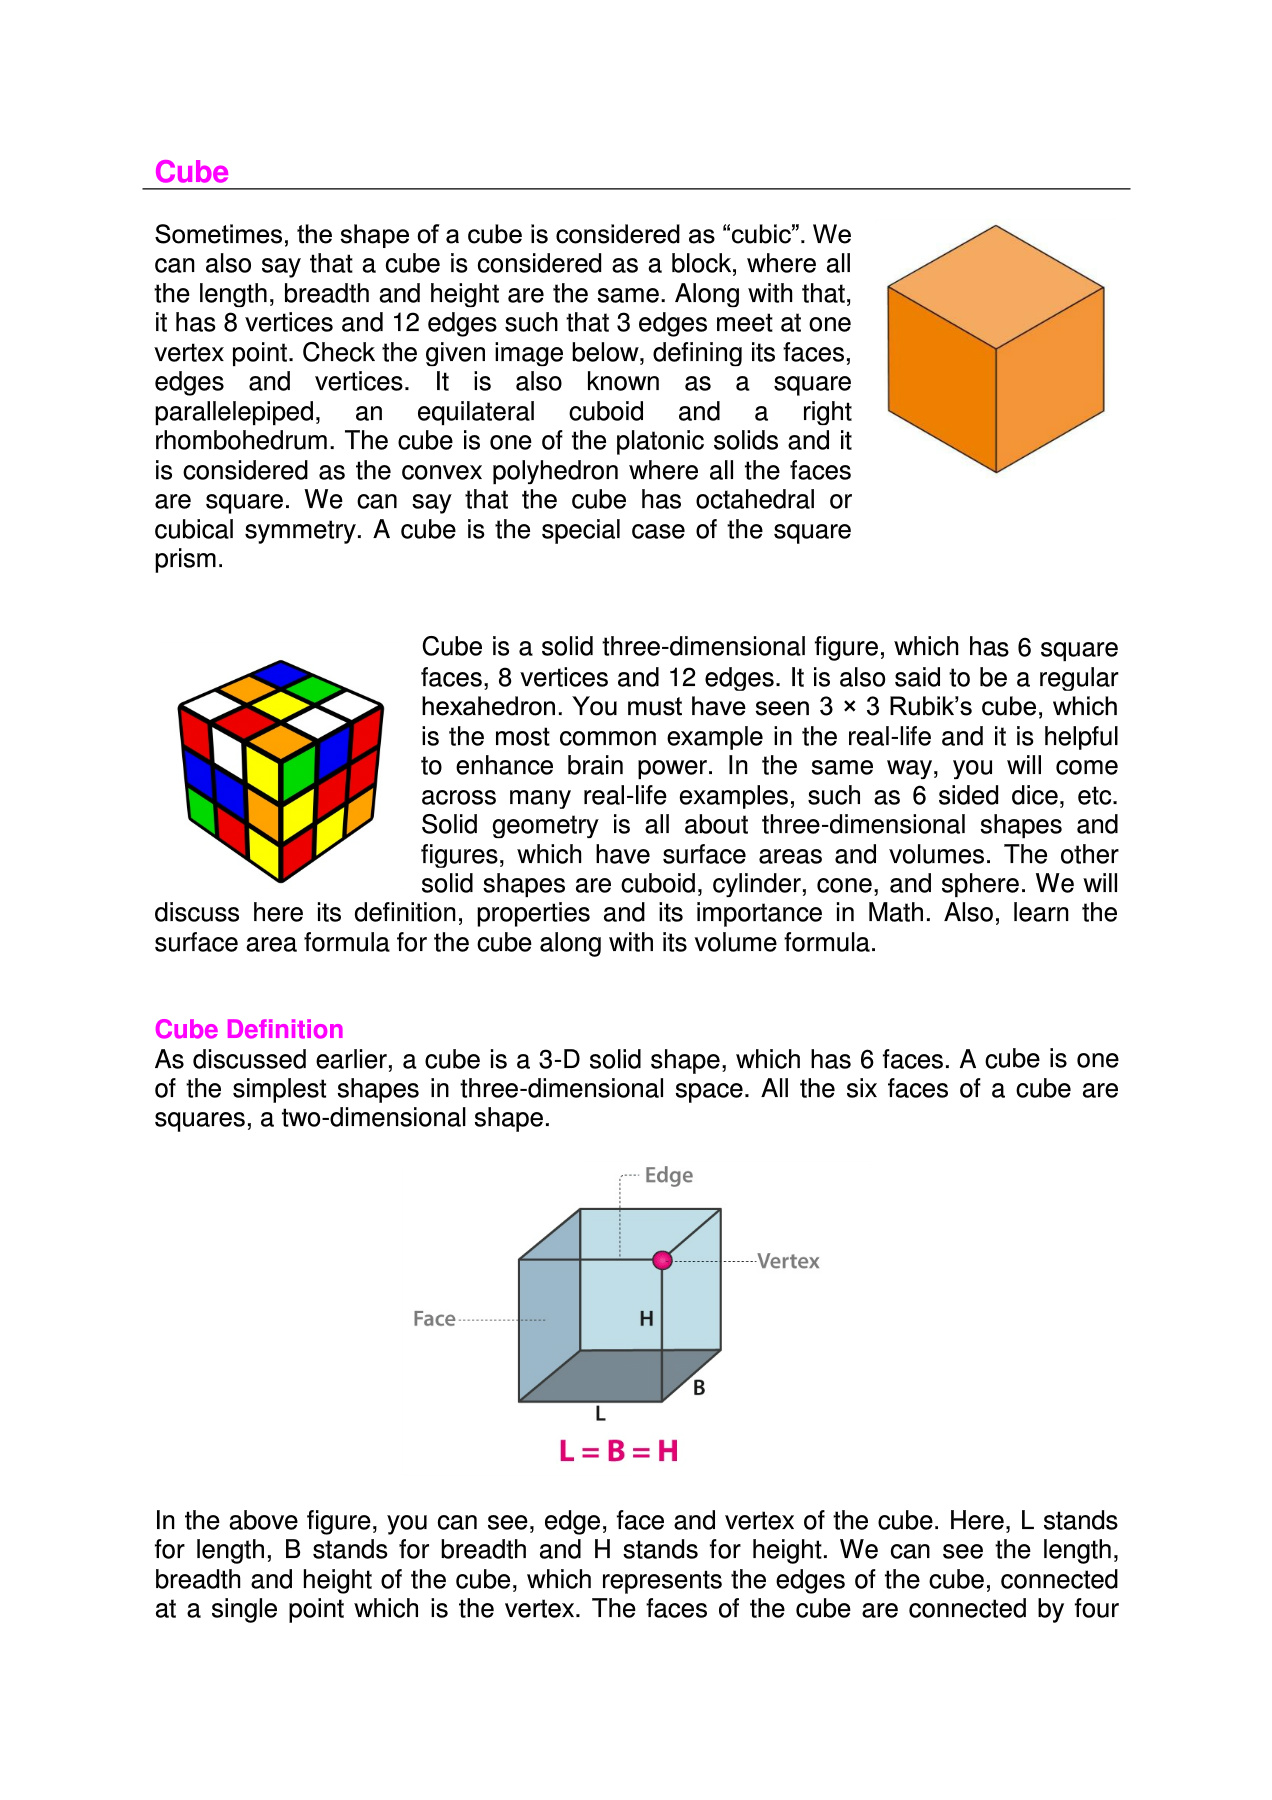 Cube
Sometimes, the shape of a cube is considered as “cubic”. We
can also say that a cube is considered as a block, where all
the length, breadth and height are the same. Along with that,
it has 8 vertices and 12 edges such that 3 edges meet at one
vertex point. Check the given image below, defining its faces,
edges and vertices. It is also known as a square
parallelepiped, an equilateral cuboid and a right
rhombohedrum. The cube is one of the platonic solids and it
is considered as the convex polyhedron where all the faces
are square. We can say that the cube has octahedral or
cubical symmetry. A cube is the special case of the square
prism.
Cube is a solid three-dimensional figure, which has 6 square
faces, 8 vertices and 12 edges. It is also said to be a regular
hexahedron. You must have seen 3 × 3 Rubik’s cube, which
is the most common example in the real-life and it is helpful
to enhance brain power. In the same way, you will come
across many real-life examples, such as 6 sided dice, etc.
Solid geometry is all about three-dimensional shapes and
figures, which have surface areas and volumes. The other
solid shapes are cuboid, cylinder, cone, and sphere. We will
discuss here its definition, properties and its importance in Math. Also, learn the
surface area formula for the cube along with its volume formula.
Cube Definition
As discussed earlier, a cube is a 3-D solid shape, which has 6 faces. A cube is one
of the simplest shapes in three-dimensional space. All the six faces of a cube are
squares, a two-dimensional shape.
Edge
Vertex
Face
H
B
L
L = B = H
In the above figure, you can see, edge, face and vertex of the cube. Here, L stands
for length, B stands for breadth and H stands for height. We can see the length,
breadth and height of the cube, which represents the edges of the cube, connected
at a single point which is the vertex. The faces of the cube are connected by four